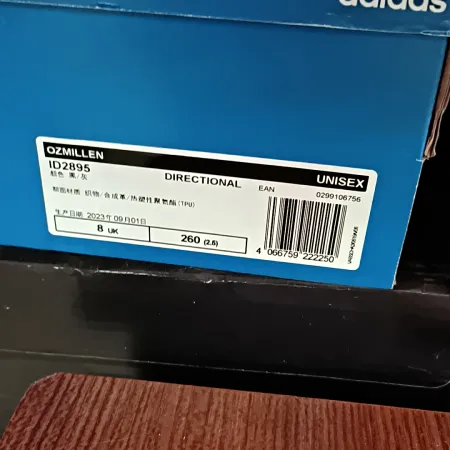 adidas
OZMILLEN
ID2895
DIRECTIONAL
UNISEX
颜色 黑/灰
EAN
0299106756
鞋面材质 织物/合成革/热塑性聚氨酯(TPU)
生产日期 2023年09月01日
8 UK
260 (2.5)
4 066759 222250